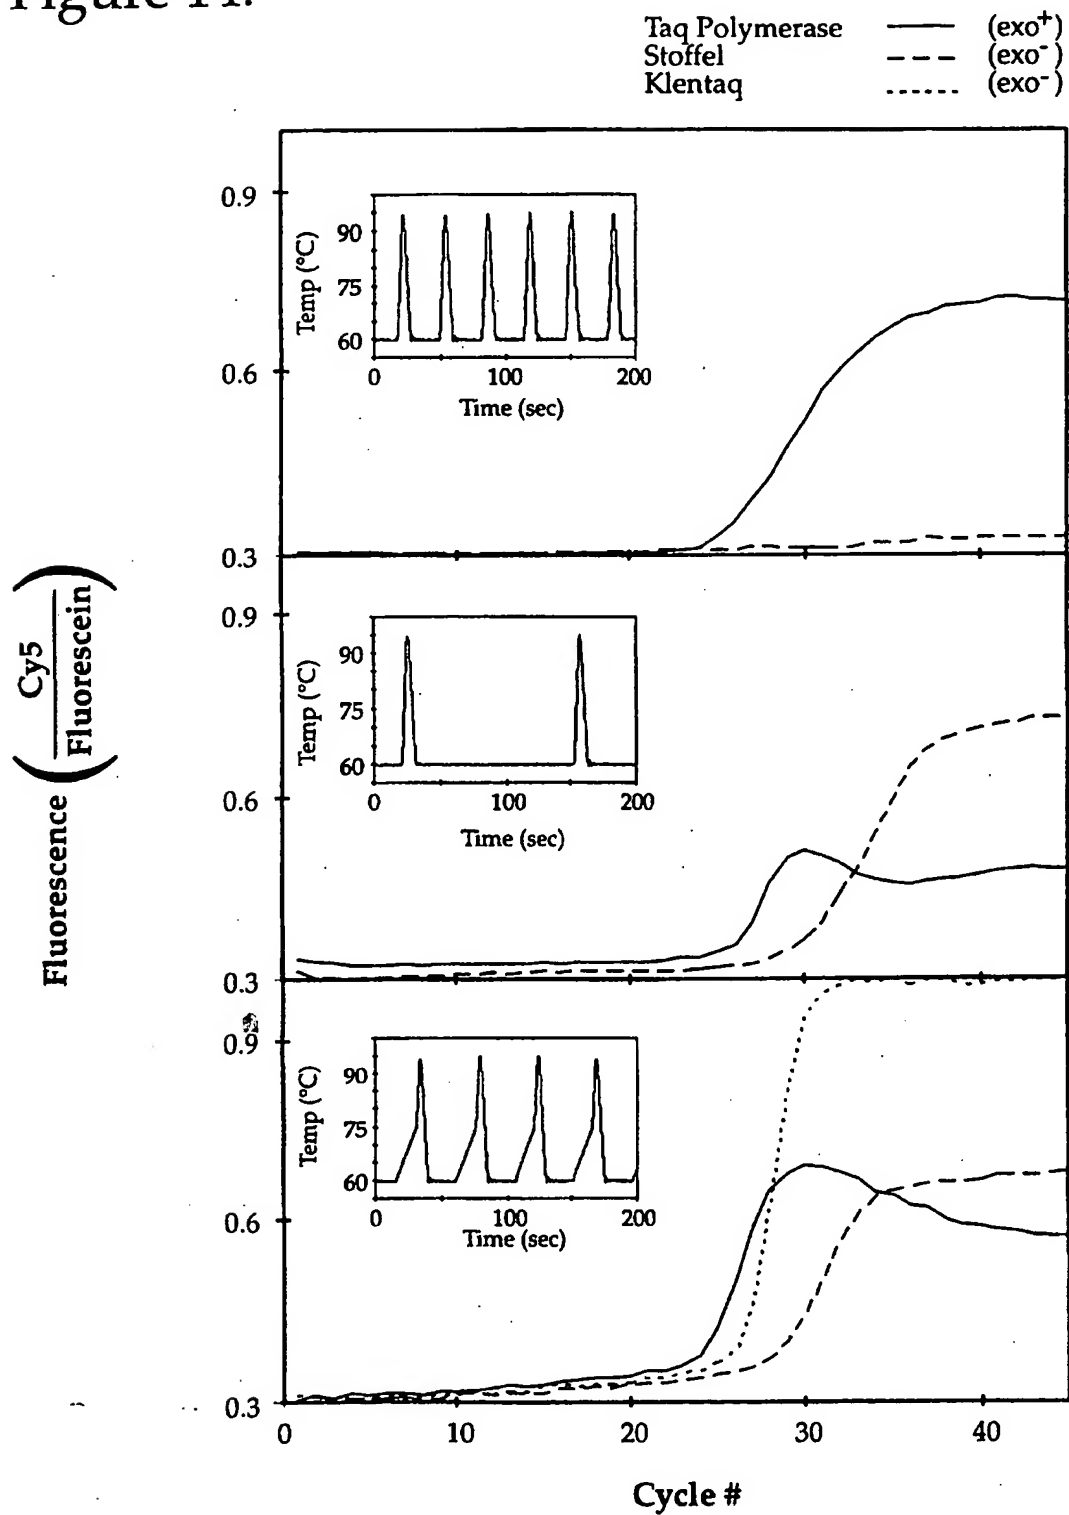 Figure 11.
Taq Polymerase (exo+)
Stoffel (exo-)
Klentaq (exo-)
Fluorescence (Cy5 / Fluorescein)
0.9
0.6
0.3
Temp (°C)
90
75
60
0 100 200
Time (sec)
0.9
0.6
0.3
Temp (°C)
90
75
60
0 100 200
Time (sec)
0.9
0.6
0.3
Temp (°C)
90
75
60
0 100 200
Time (sec)
0 10 20 30 40
Cycle #